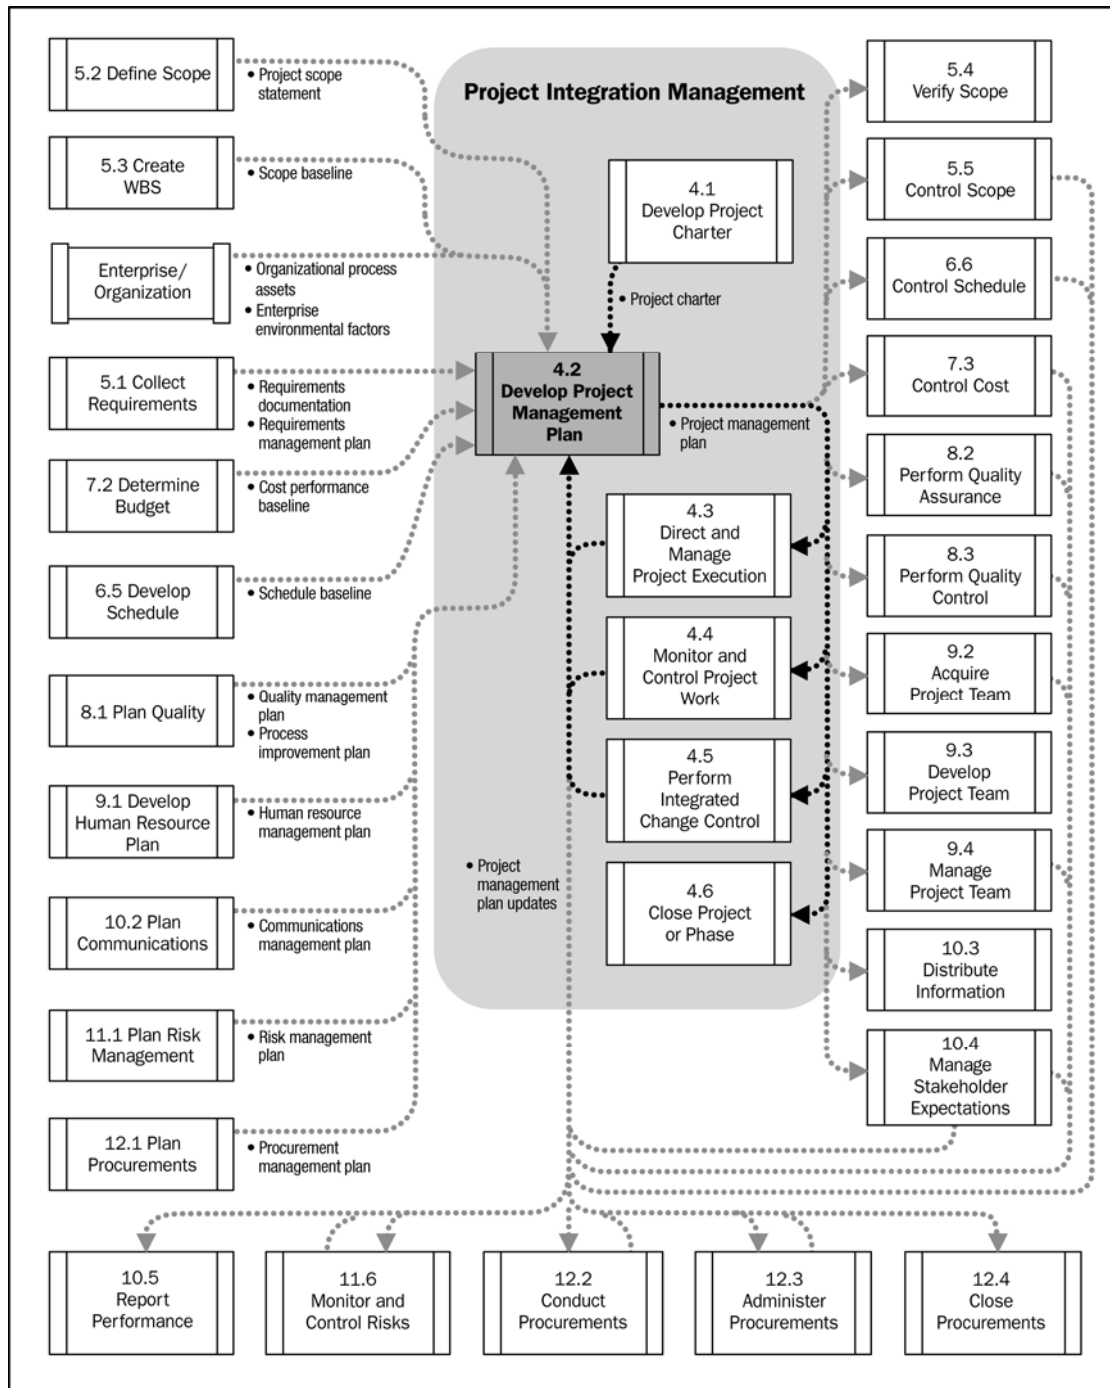 Project Integration Management
5.2 Define Scope
• Project scope
statement
5.3 Create
WBS
• Scope baseline
Enterprise/
Organization
• Organizational process
assets
• Enterprise
environmental factors
5.1 Collect
Requirements
• Requirements
documentation
• Requirements
management plan
7.2 Determine
Budget
• Cost performance
baseline
6.5 Develop
Schedule
• Schedule baseline
8.1 Plan Quality
• Quality management
plan
• Process
improvement plan
9.1 Develop
Human Resource
Plan
• Human resource
management plan
10.2 Plan
Communications
• Communications
management plan
11.1 Plan Risk
Management
• Risk management
plan
12.1 Plan
Procurements
• Procurement
management plan
4.1
Develop Project
Charter
• Project charter
4.2
Develop Project
Management
Plan
• Project management
plan
4.3
Direct and
Manage
Project Execution
4.4
Monitor and
Control Project
Work
4.5
Perform
Integrated
Change Control
• Project
management
plan updates
4.6
Close Project
or Phase
5.4
Verify Scope
5.5
Control Scope
6.6
Control Schedule
7.3
Control Cost
8.2
Perform Quality
Assurance
8.3
Perform Quality
Control
9.2
Acquire
Project Team
9.3
Develop
Project Team
9.4
Manage
Project Team
10.3
Distribute
Information
10.4
Manage
Stakeholder
Expectations
10.5
Report
Performance
11.6
Monitor and
Control Risks
12.2
Conduct
Procurements
12.3
Administer
Procurements
12.4
Close
Procurements